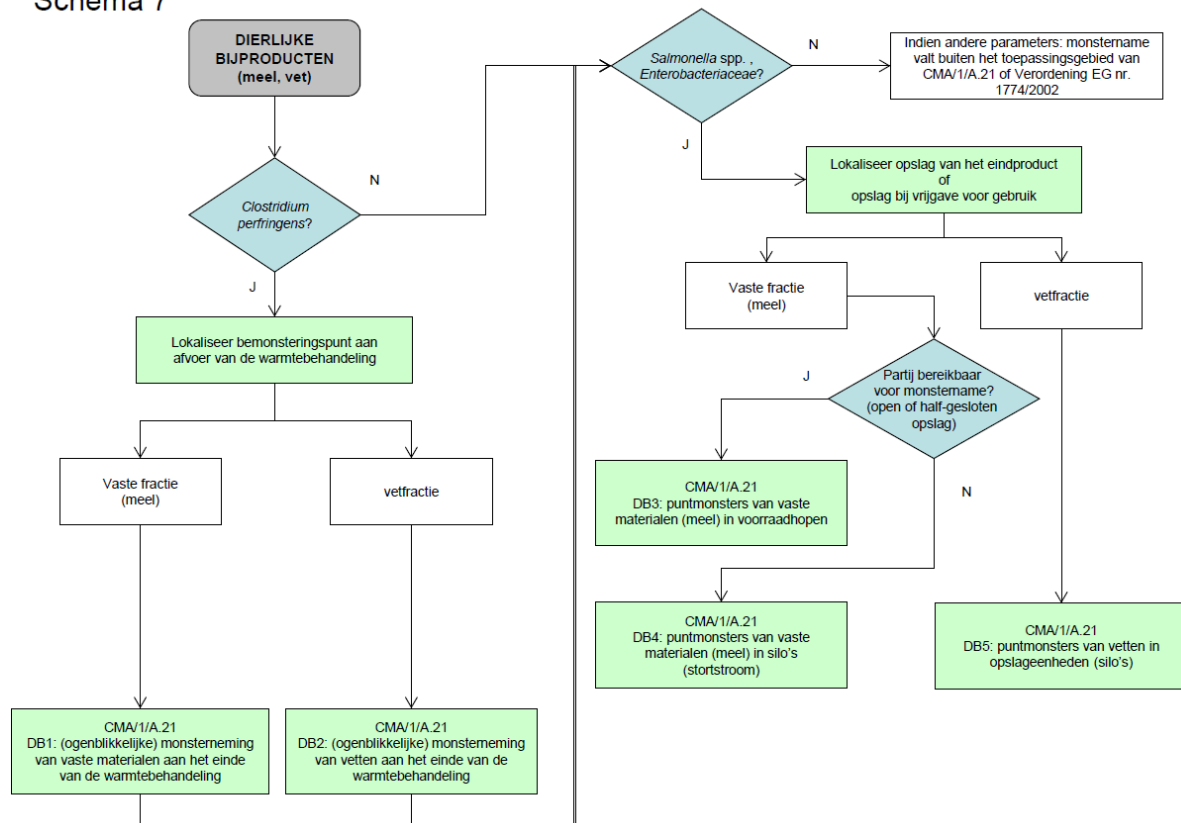 Schema 7
DIERLIJKE
BIJPRODUCTEN
(meel, vet)
N
Clostridium
perfringens?
J
Lokaliseer bemonsteringspunt aan
afvoer van de warmtebehandeling
Vaste fractie
(meel)
vetfractie
CMA/1/A.21
DB1: (ogenblikkelijke) monsterneming
van vaste materialen aan het einde
van de warmtebehandeling
CMA/1/A.21
DB2: (ogenblikkelijke) monsterneming
van vetten aan het einde van de
warmtebehandeling
Salmonella spp. ,
Enterobacteriaceae?
N
Indien andere parameters: monstername
valt buiten het toepassingsgebied van
CMA/1/A.21 of Verordening EG nr.
1774/2002
J
Lokaliseer opslag van het eindproduct
of
opslag bij vrijgave voor gebruik
Vaste fractie
(meel)
vetfractie
Partij bereikbaar
voor monstername?
(open of half-gesloten
opslag)
J
N
CMA/1/A.21
DB3: puntmonsters van vaste
materialen (meel) in voorraadhopen
CMA/1/A.21
DB4: puntmonsters van vaste
materialen (meel) in silo's
(stortstroom)
CMA/1/A.21
DB5: puntmonsters van vetten in
opslageenheden (silo's)